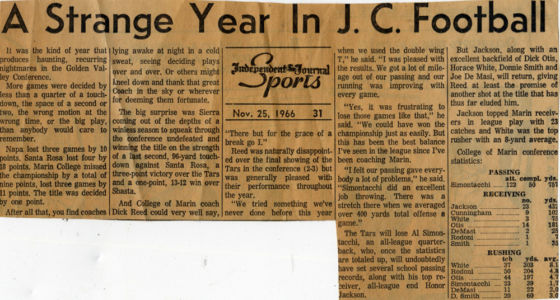 A Strange Year In J. C. Football
It was the kind of year that
produces haunting, recurring
nightmares in the Golden Val-
ley Conference.
More games were decided by
less than a quarter of a touch-
down, the space of a second or
two, the wrong motion at the
wrong time, or the big play,
than anybody would care to
remember.
Napa lost three games by 10
points. Santa Rosa lost four by
18 points, Marin College missed
a championship by a total of
nine points, lost three games by
21 points. The title was decided
by one point.
After all that, you find coaches
lying awake at night in a cold
sweat, seeing deciding plays
over and over. Or others might
kneel down and thank that great
Coach in the sky or wherever
for deeming them fortunate.
The big surprise was Sierra
coming out of the depths of a
winless season to squeak through
the conference undefeated and
winning the title on the strength
of a last second, 96-yard touch-
down against Santa Rosa, a
three-point victory over the Tars
and a one-point, 13-12 win over
Shasta.
And College of Marin coach
Dick Reed could very well say,
Independent Journal
Sports
Nov. 25, 1966 31
"There but for the grace of a
break go I."
Reed was naturally disappoint-
ed over the final showing of the
Tars in the conference (2-3) but
was generally pleased with
their performance throughout
the year.
"We tried something we've
never done before this year
when we used the double wing
T," he said. "I was pleased with
the results. We got a lot of mile-
age out of our passing and our
running was improving with
every game.
"Yes, it was frustrating to
lose those games like that," he
said. "We could have won the
championship just as easily. But
this has been the best balance
I've seen in the league since I've
been coaching Marin.
"I felt our passing gave every-
body a lot of problems," he said.
"Simontacchi did an excellent
job throwing. There was a
stretch there when we averaged
over 400 yards total offense a
game."
The Tars will lose Al Simon-
tacchi, an all-league quarter-
back, who, once the statistics
are totaled up, will undoubtedly
have set several school passing
records, along with his top re-
ceiver, all-league end Honor
Jackson.
But Jackson, along with an
excellent backfield of Dick Otis,
Horace White, Donnie Smith and
Joe De Masi, will return, giving
Reed at least the promise of
another shot at the title that has
thus far eluded him.
Jackson topped Marin receiv-
ers in league play with 23
catches and White was the top
rusher with an 8-yard average.
College of Marin conference
statistics:
PASSING
att. compl. yds.
Simontacchi 122 50
RECEIVING
no. yds.
Jackson 23
Cunningham 9
White 3
Otis 14 181
DeMasi 2
Rodoni 1
Smith 1
RUSHING
tcb yds. avg.
White 37 303
Rodoni 50 204
Otis 44 197
Simontacchi 23
DeMasi 11
D. Smith 20 60